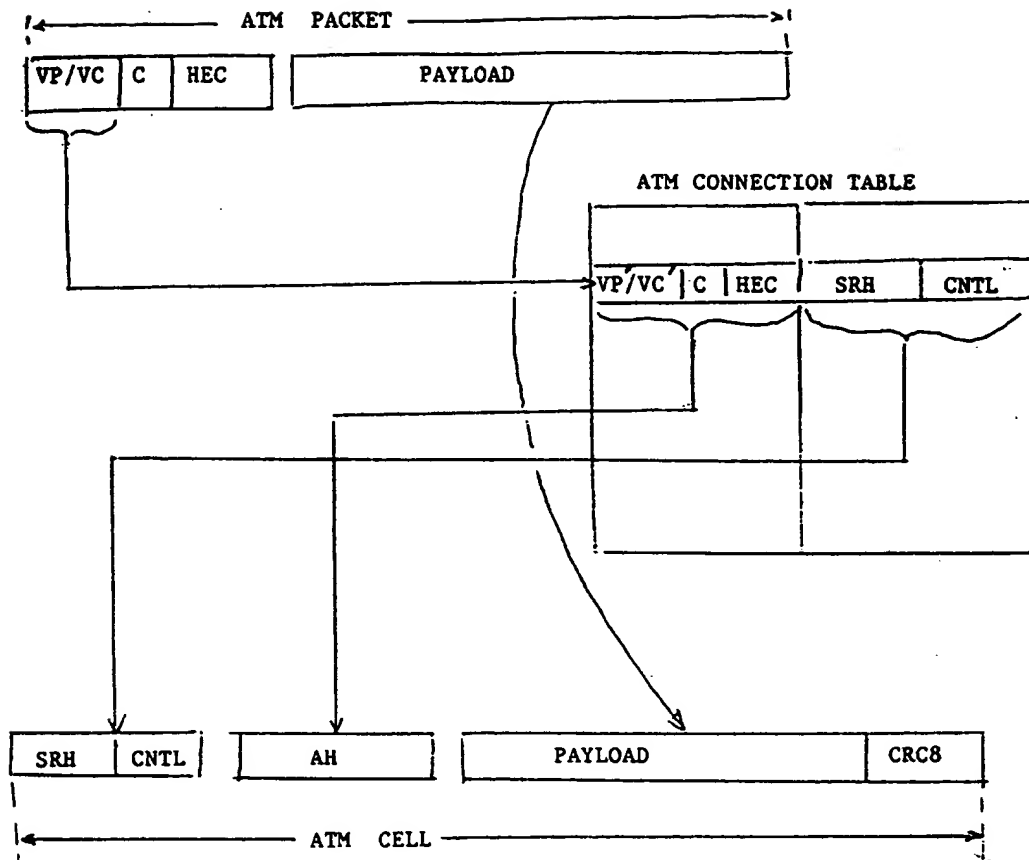 ATM PACKET
VP/VC C HEC PAYLOAD
ATM CONNECTION TABLE
VP'/VC' C HEC SRH CNTL
SRH CNTL AH PAYLOAD CRC8
ATM CELL